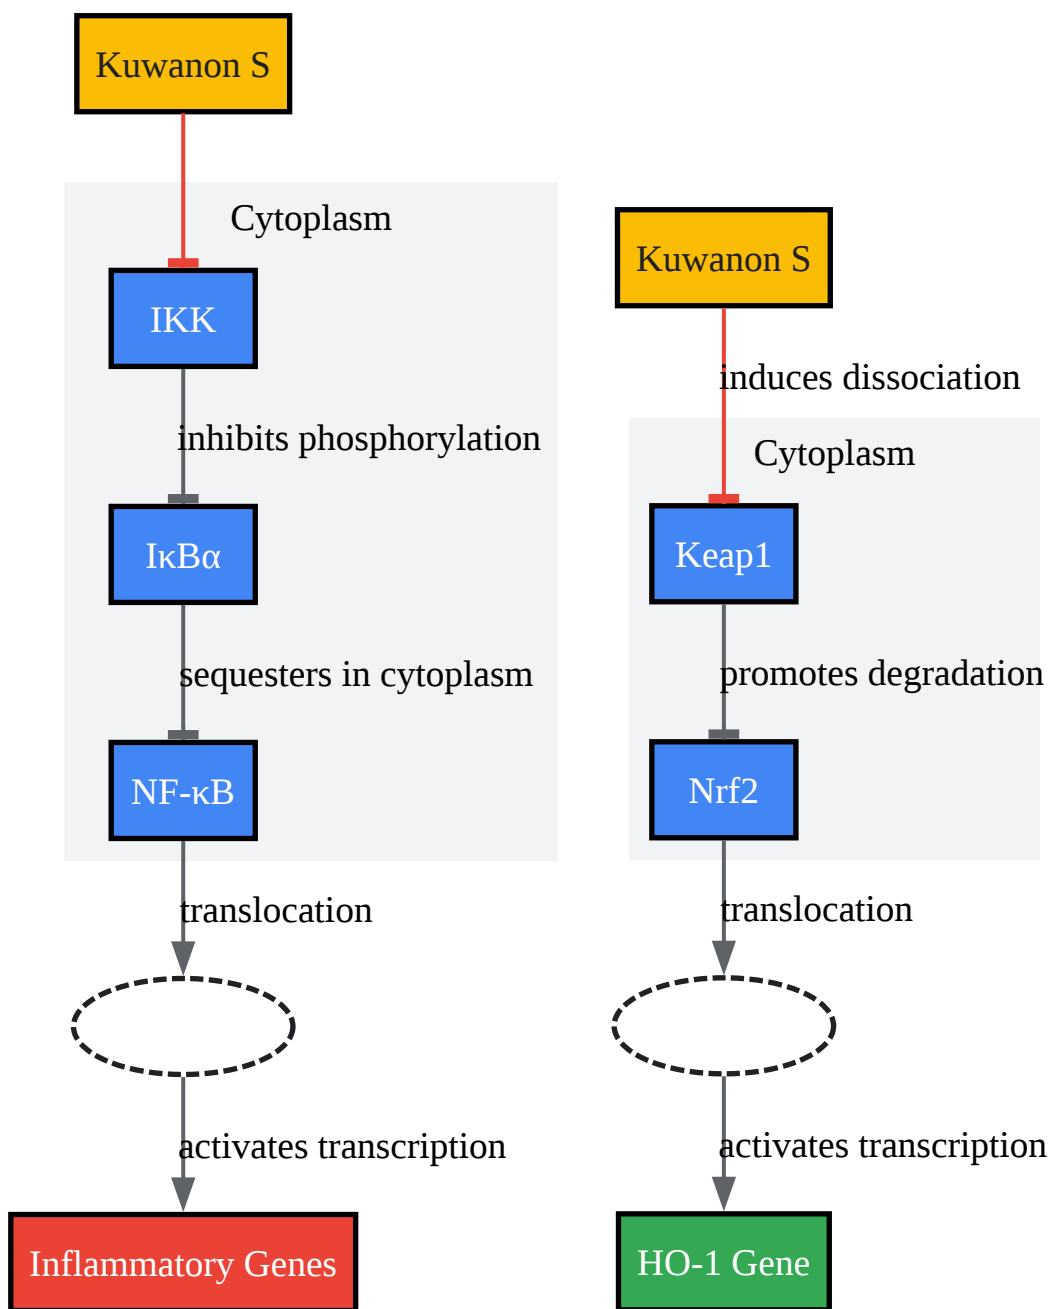 Kuwanon S
Cytoplasm
IKK
inhibits phosphorylation
IκBα
sequesters in cytoplasm
NF-κB
translocation
activates transcription
Inflammatory Genes
Kuwanon S
induces dissociation
Cytoplasm
Keap1
promotes degradation
Nrf2
translocation
activates transcription
HO-1 Gene